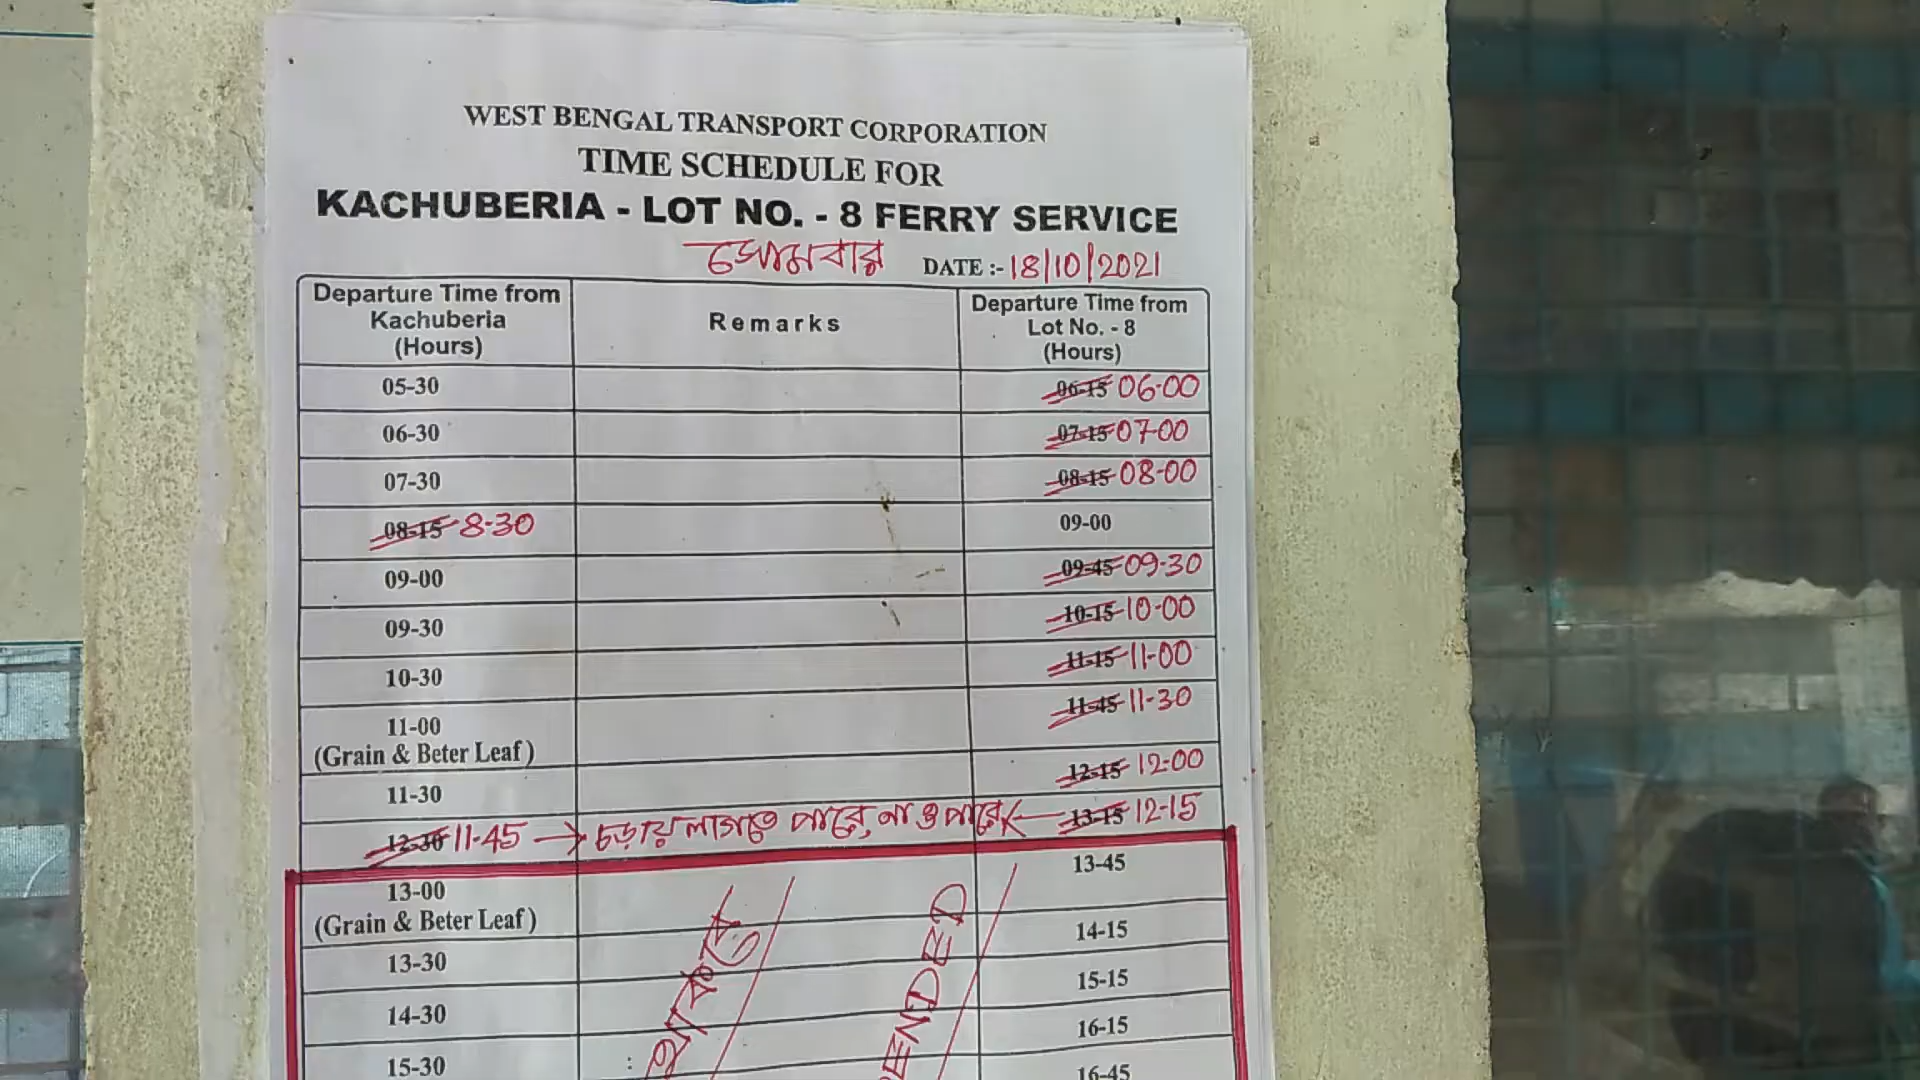 WEST BENGAL TRANSPORT CORPORATION
TIME SCHEDULE FOR
KACHUBERIA - LOT NO. - 8 FERRY SERVICE
সোমবার DATE :- 18/10/2021
Departure Time from Kachuberia (Hours) Remarks Departure Time from Lot No. - 8 (Hours)
05-30 06-15 06-00
06-30 07-15 07-00
07-30 08-15 08-00
08-15 8-30 09-00
09-00 09-45 09-30
09-30 10-15 10-00
10-30 11-15 11-00
11-00 11-45 11-30
(Grain & Beter Leaf)
11-30 12-15 12-00
12-30 11-45 → চড়ায় লাগতে পারে, নাও পারে ← 13-15 12-15
13-00 13-45
(Grain & Beter Leaf)
13-30 14-15
14-30 15-15
15-30 16-15
16-45